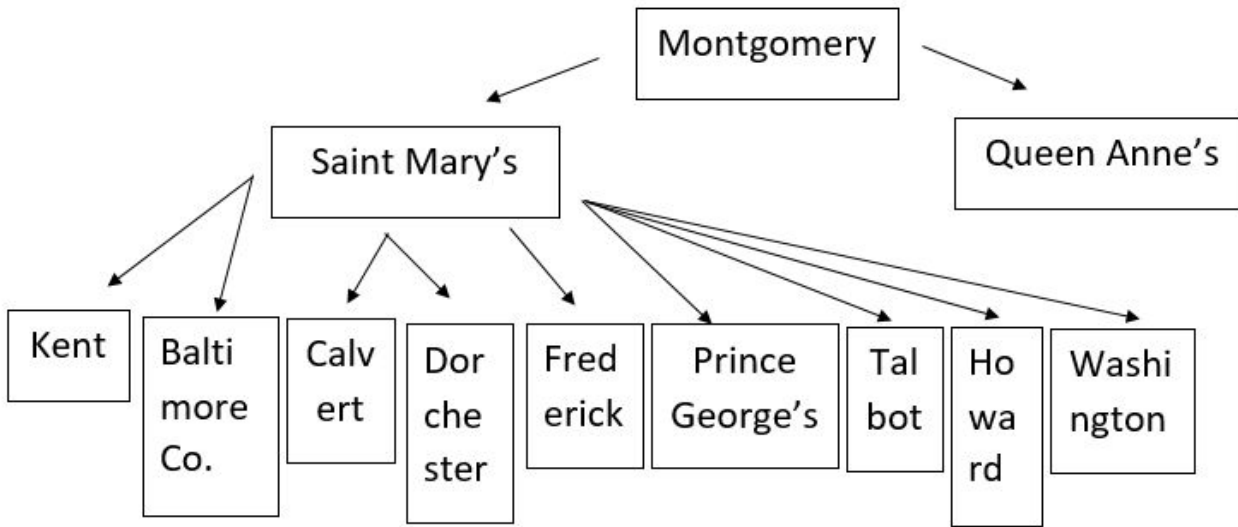 Montgomery
Saint Mary’s
Queen Anne’s
Kent
Balti
more
Co.
Calv
ert
Dor
che
ster
Fred
erick
Prince
George’s
Tal
bot
Ho
wa
rd
Washi
ngton